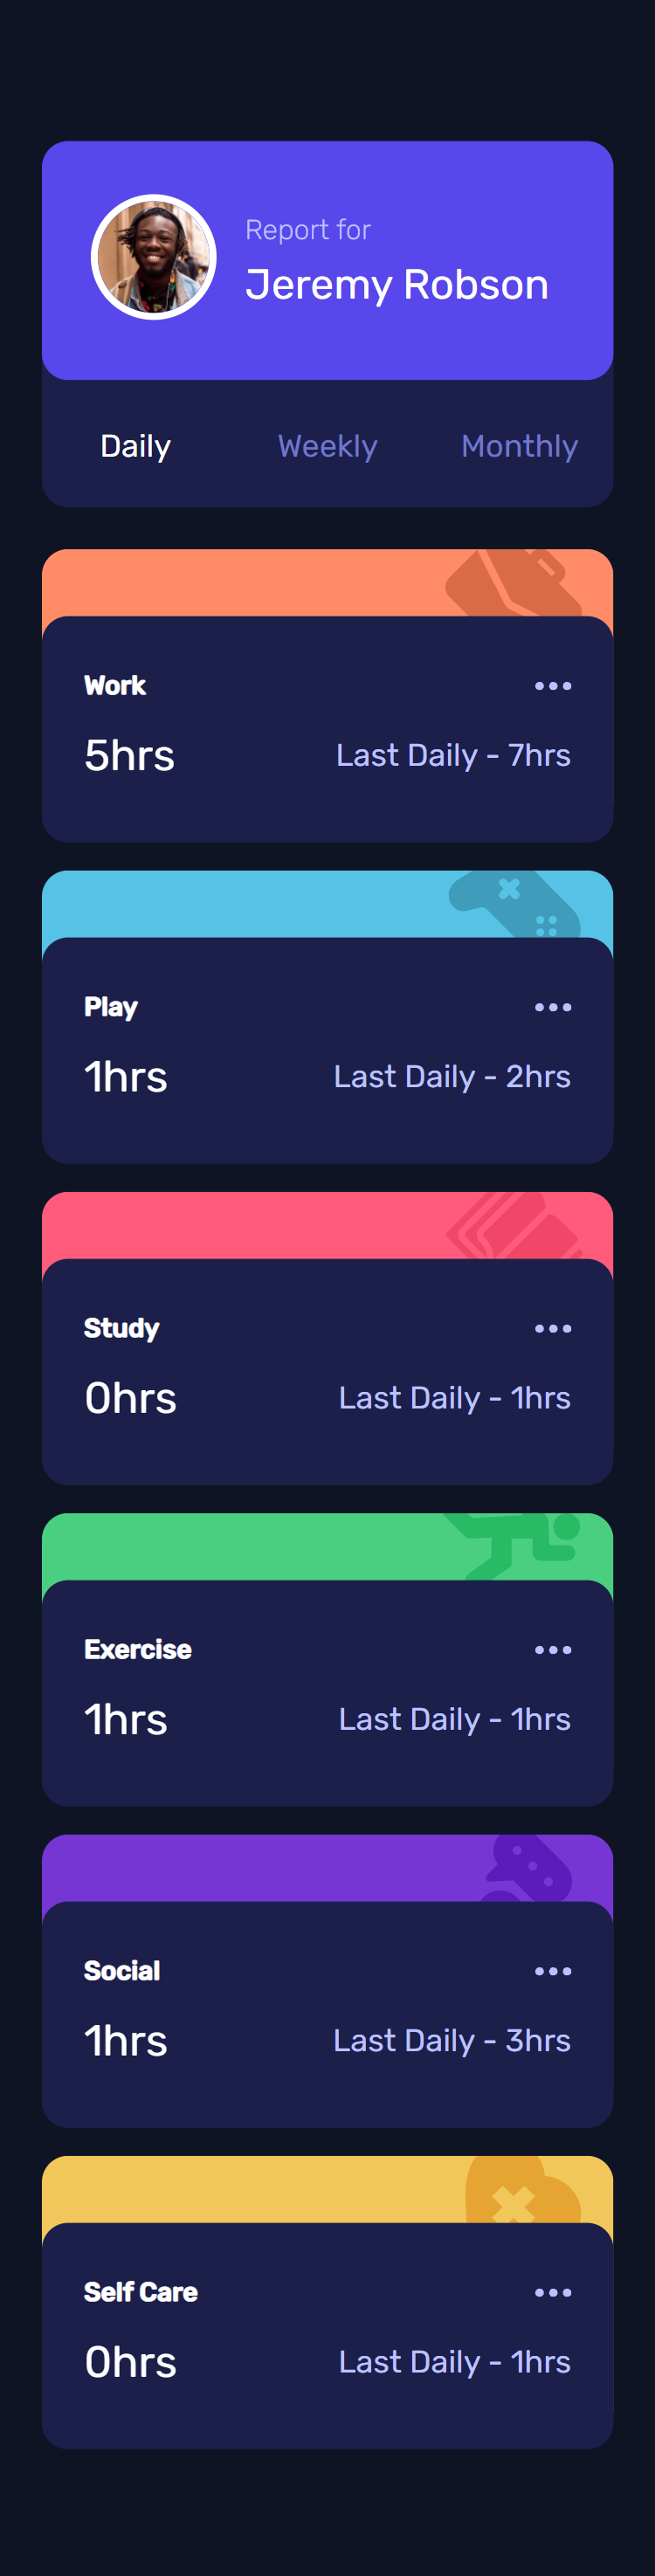 Report for
Jeremy Robson
Daily Weekly Monthly
Work
5hrs Last Daily - 7hrs
Play
1hrs Last Daily - 2hrs
Study
0hrs Last Daily - 1hrs
Exercise
1hrs Last Daily - 1hrs
Social
1hrs Last Daily - 3hrs
Self Care
0hrs Last Daily - 1hrs